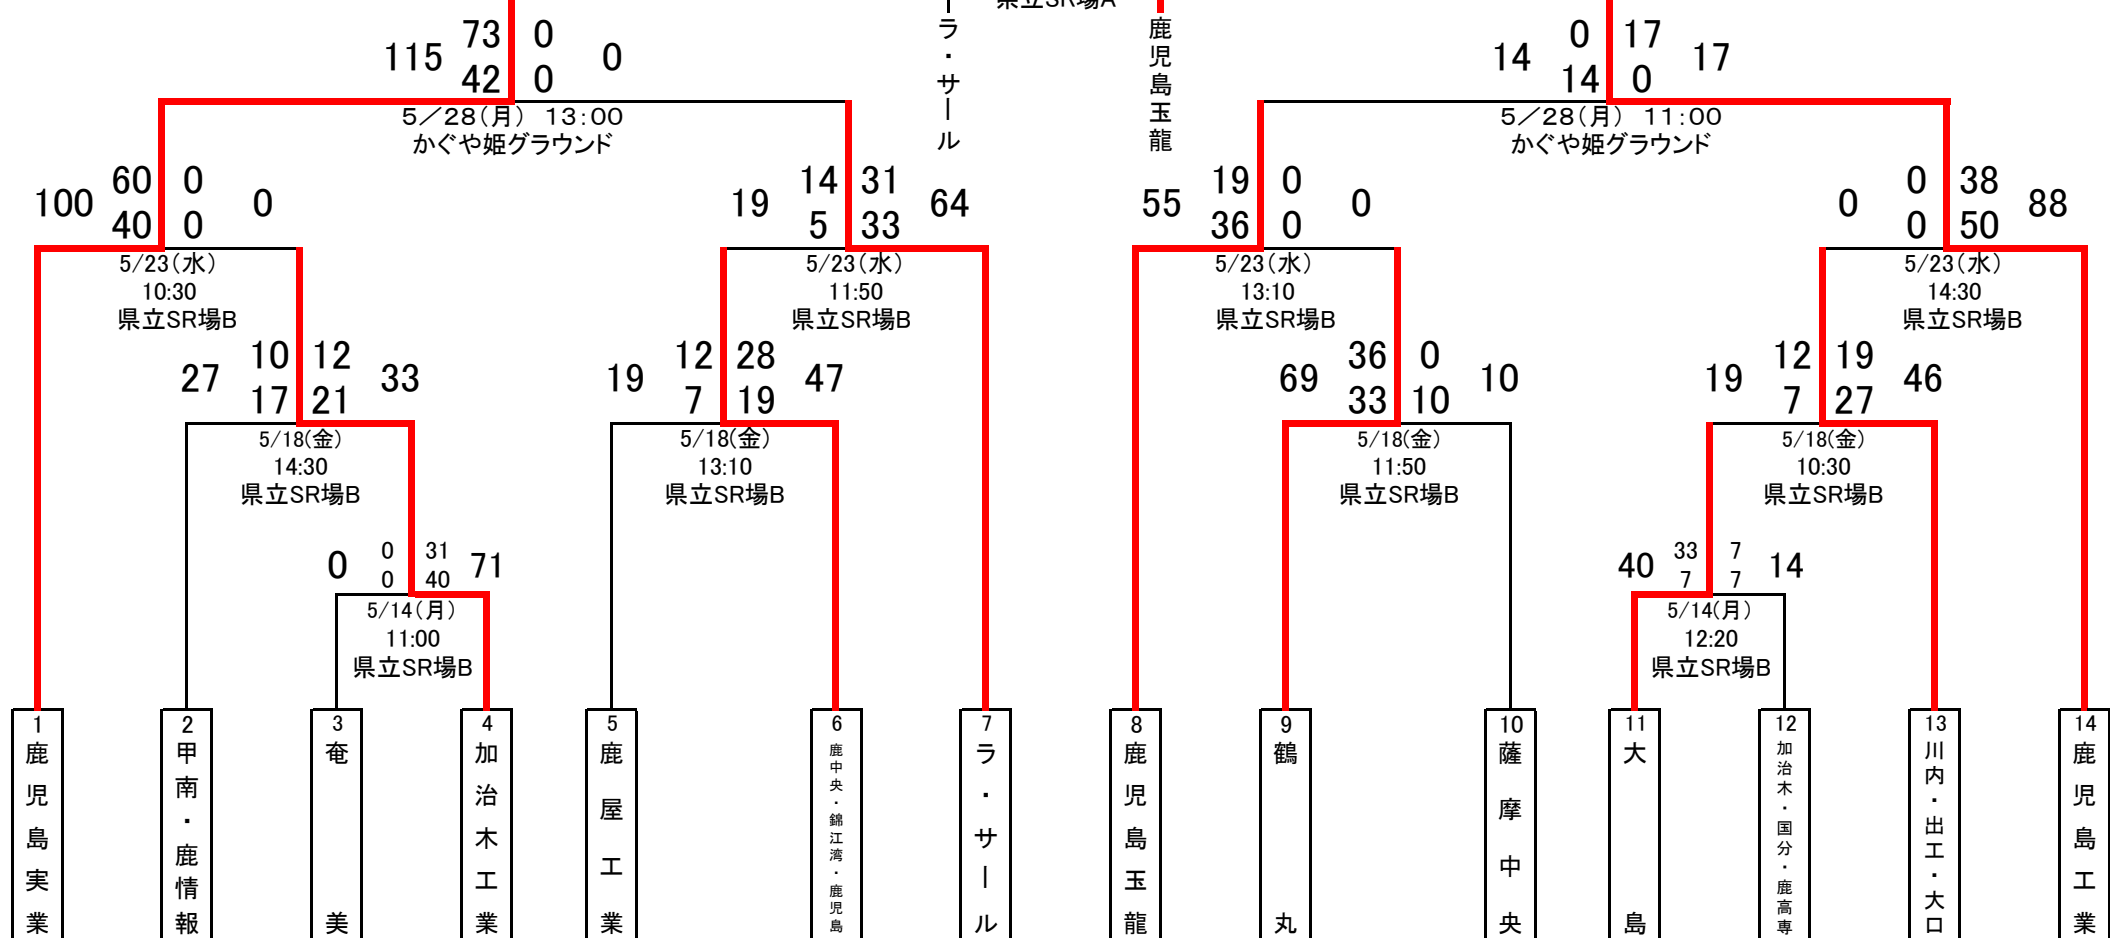 県立SR場A
ラ・サール
鹿児島玉龍
115 73 0 0
42 0
5／28（月） 13：00
かぐや姫グラウンド
14 0 17 17
14 0
5／28（月） 11：00
かぐや姫グラウンド
100 60 0 0
40 0
5/23（水）
10:30
県立SR場B
19 14 31 64
5 33
5/23（水）
11:50
県立SR場B
55 19 0 0
36 0
5/23（水）
13:10
県立SR場B
0 0 38 88
0 50
5/23（水）
14:30
県立SR場B
27 10 12 33
17 21
5/18(金)
14:30
県立SR場B
19 12 28 47
7 19
5/18(金)
13:10
県立SR場B
69 36 0 10
33 10
5/18(金)
11:50
県立SR場B
19 12 19 46
7 27
5/18(金)
10:30
県立SR場B
0 0 31 71
0 40
5/14（月）
11:00
県立SR場B
40 33 7 14
7 7
5/14(月)
12:20
県立SR場B
1 鹿児島実業
2 甲南・鹿情報
3 奄美
4 加治木工業
5 鹿屋工業
6 鹿中央・錦江湾・鹿児島
7 ラ・サール
8 鹿児島玉龍
9 鶴丸
10 薩摩中央
11 大島
12 加治木・国分・鹿高専
13 川内・出工・大口
14 鹿児島工業